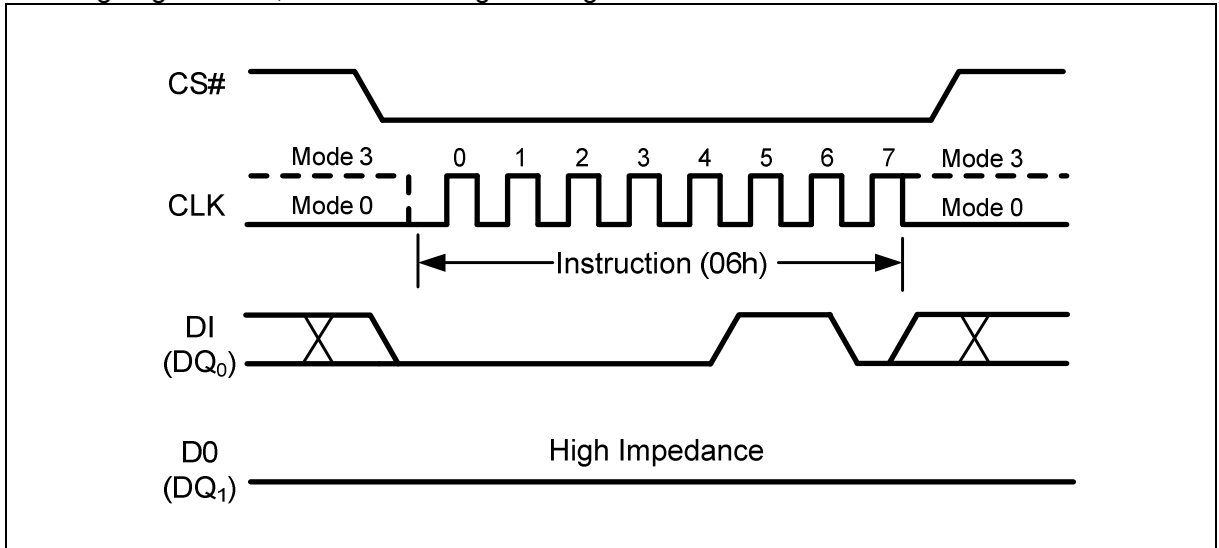 CS#
Mode 3 0 1 2 3 4 5 6 7 Mode 3
CLK Mode 0 Mode 0
Instruction (06h)
DI
(DQ₀)
D0 High Impedance
(DQ₁)